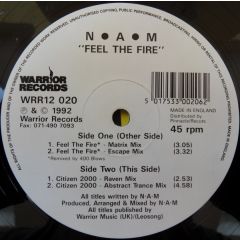 N•A•M
"FEEL THE FIRE"
WARRIOR
RECORDS
WRR12 020
℗ & © 1992
Warrior Records
Fax: 071-490 7093
MADE IN ENGLAND
5 017533 002062
45 rpm
Side One (Other Side)
1 - Feel The Fire* - Matrix Mix (3.05)
2 - Feel The Fire* - Escape Mix (3.32)
*Remixed by 400 Blows
Side Two (This Side)
1 - Citizen 2000 - Raven Mix (2.53)
2 - Citizen 2000 - Abstract Trance Mix (4.58)
All titles written by N•A•M
Produced, Arranged & Mixed by N•A•M
All titles published by
Warrior Music (UK)/(Leosong)
Distributed by
Pinnacle/Recore